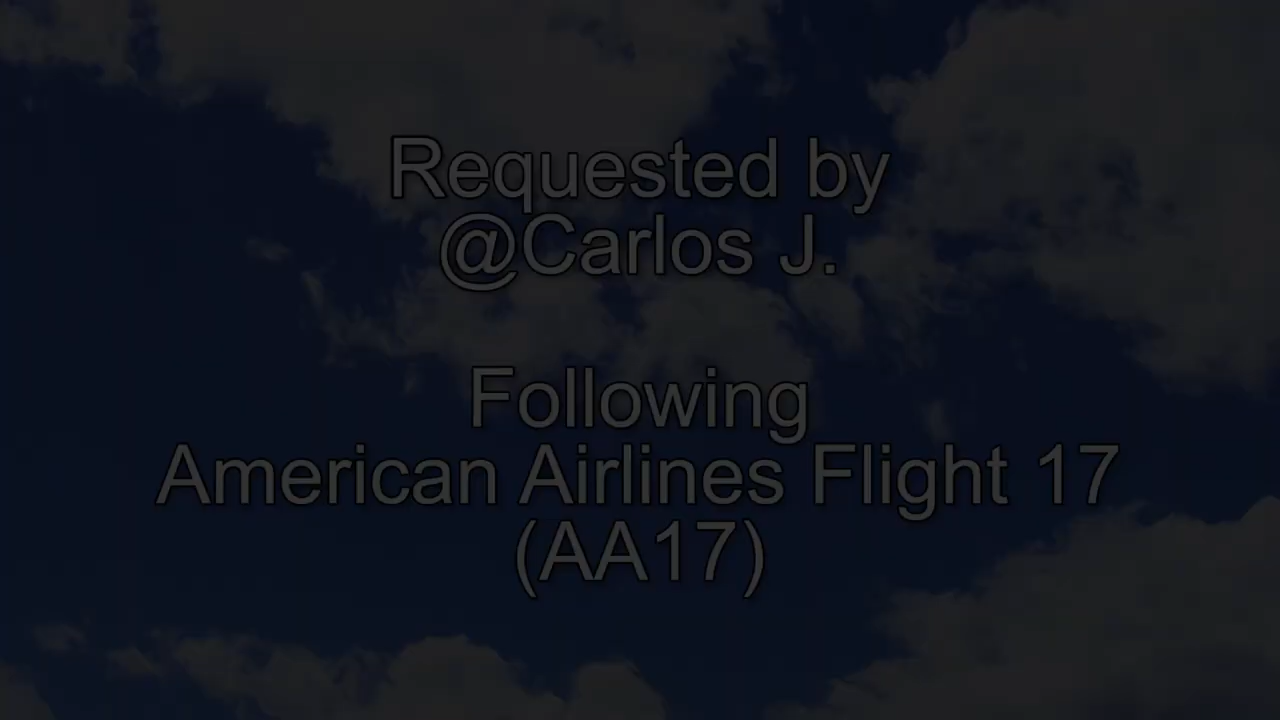 Requested by
@Carlos J.
Following
American Airlines Flight 17
(AA17)